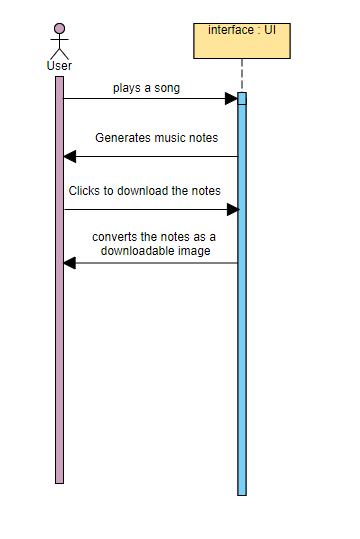 interface : UI
User
plays a song
Generates music notes
Clicks to download the notes
converts the notes as a
downloadable image